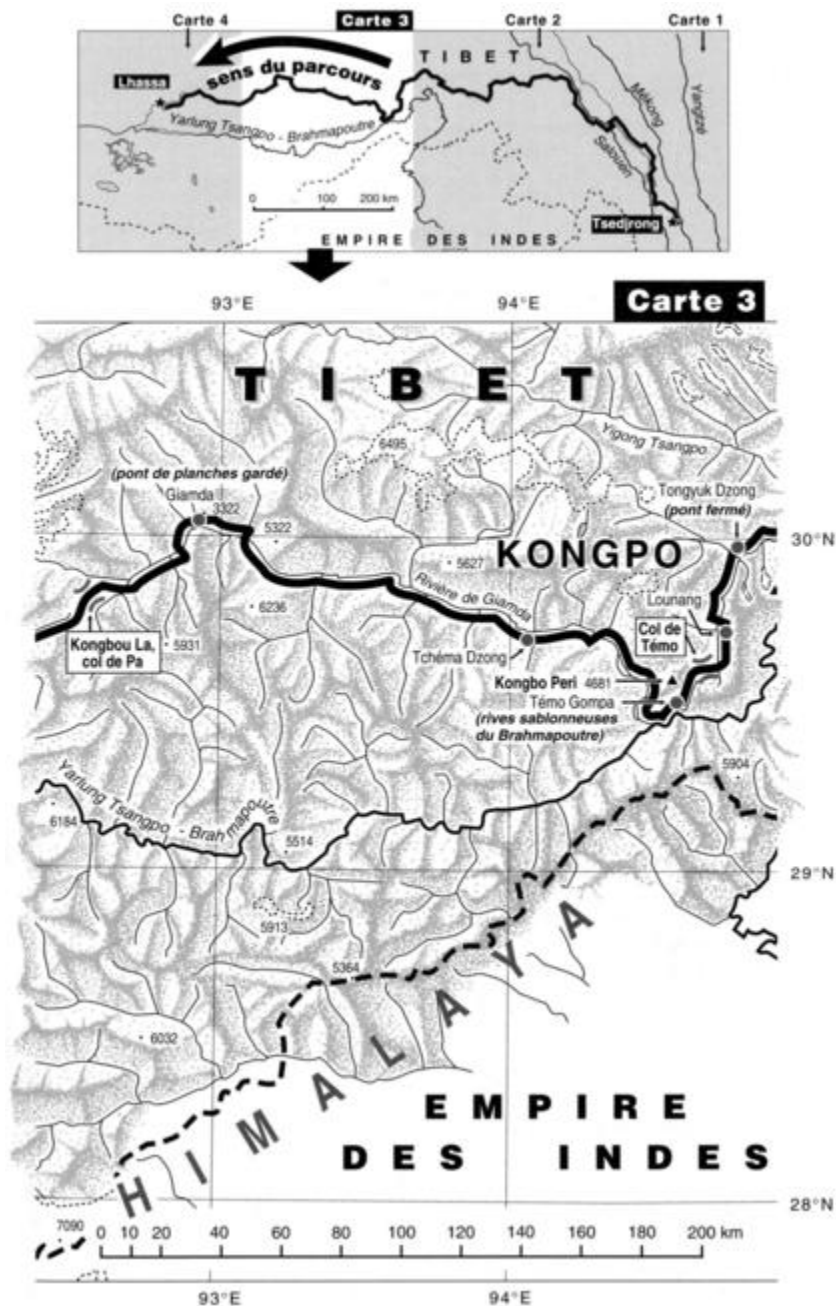 Carte 4
Carte 3
Carte 2
Carte 1
TIBET
sens du parcours
Lhassa
Yarlung Tsangpo - Brahmapoutre
Mékong
Yangtzé
Salouen
0 100 200 km
Tsedjrong
EMPIRE DES INDES
93°E
94°E
Carte 3
TIBET
6495
Yigong Tsangpo
(pont de planches gardé)
Giamda
3322
5322
Tongyuk Dzong
(pont fermé)
30°N
KONGPO
5627
Rivière de Giamda
6236
Lounang
Col de
Témo
Kongbou La,
col de Pa
5931
Tchéma Dzong
Kongbo Peri 4681
Témo Gompa
(rives sablonneuses
du Brahmapoutre)
5904
Yarlung Tsangpo - Brahmapoutre
6184
5514
29°N
5913
5364
6032
HIMALAYA
EMPIRE
DES INDES
28°N
7090
0 10 20 40 60 80 100 120 140 160 180 200 km
93°E
94°E